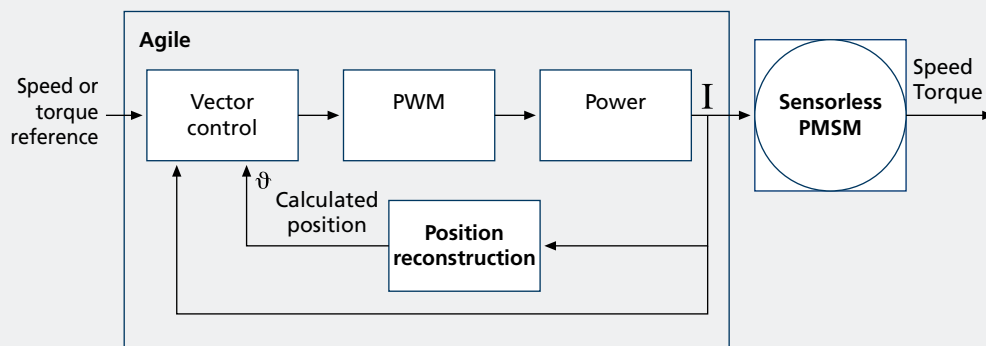 Agile
Speed or
torque
reference
Vector
control
PWM
Power
I
Sensorless
PMSM
Speed
Torque
ϑ
Calculated
position
Position
reconstruction